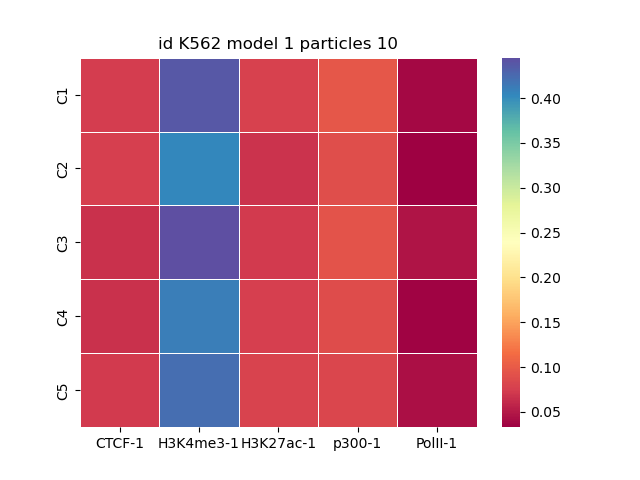 id K562 model 1 particles 10
C1
C2
C3
C4
C5
CTCF-1 H3K4me3-1 H3K27ac-1 p300-1 PolII-1
0.40
0.35
0.30
0.25
0.20
0.15
0.10
0.05